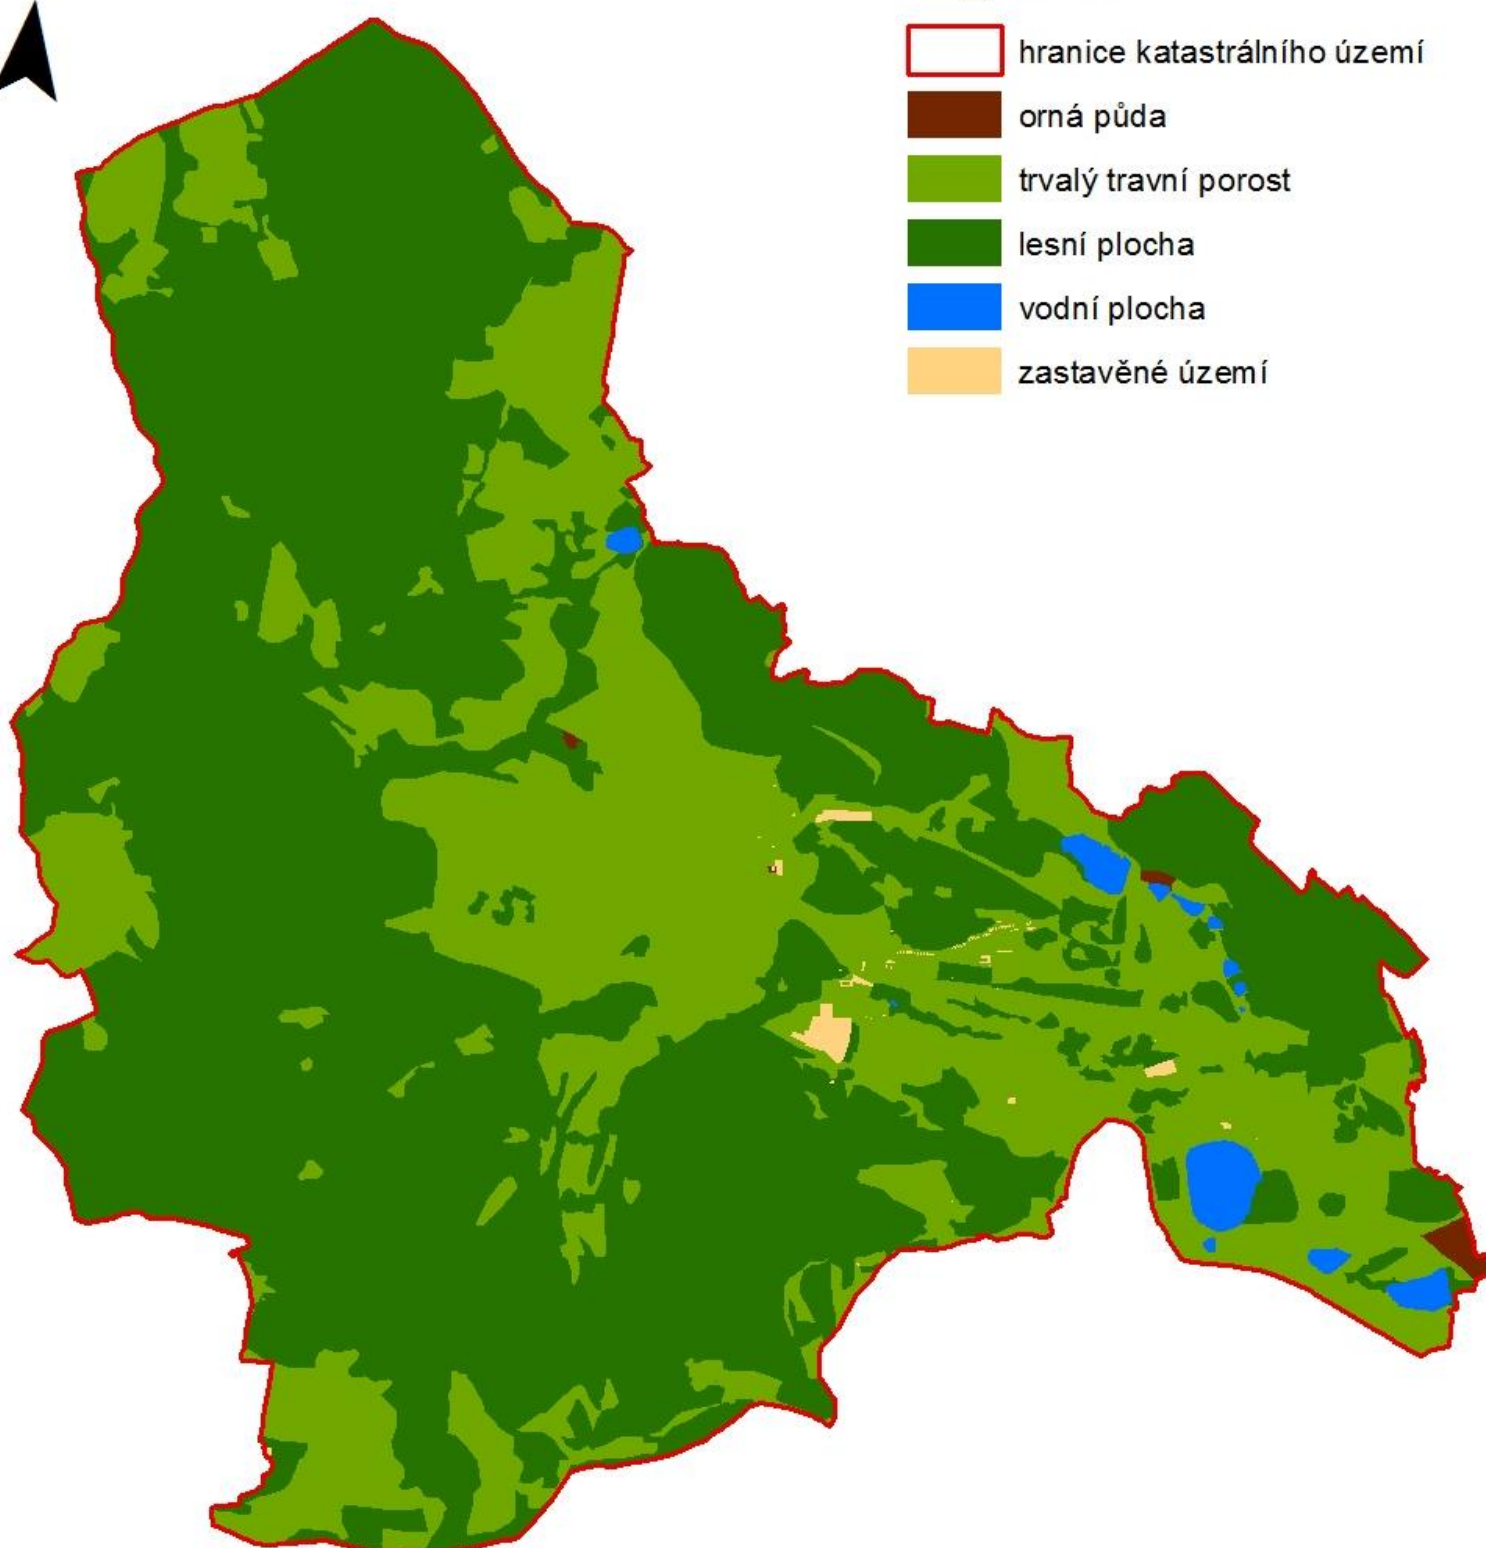 hranice katastrálního území
orná půda
trvalý travní porost
lesní plocha
vodní plocha
zastavěné území